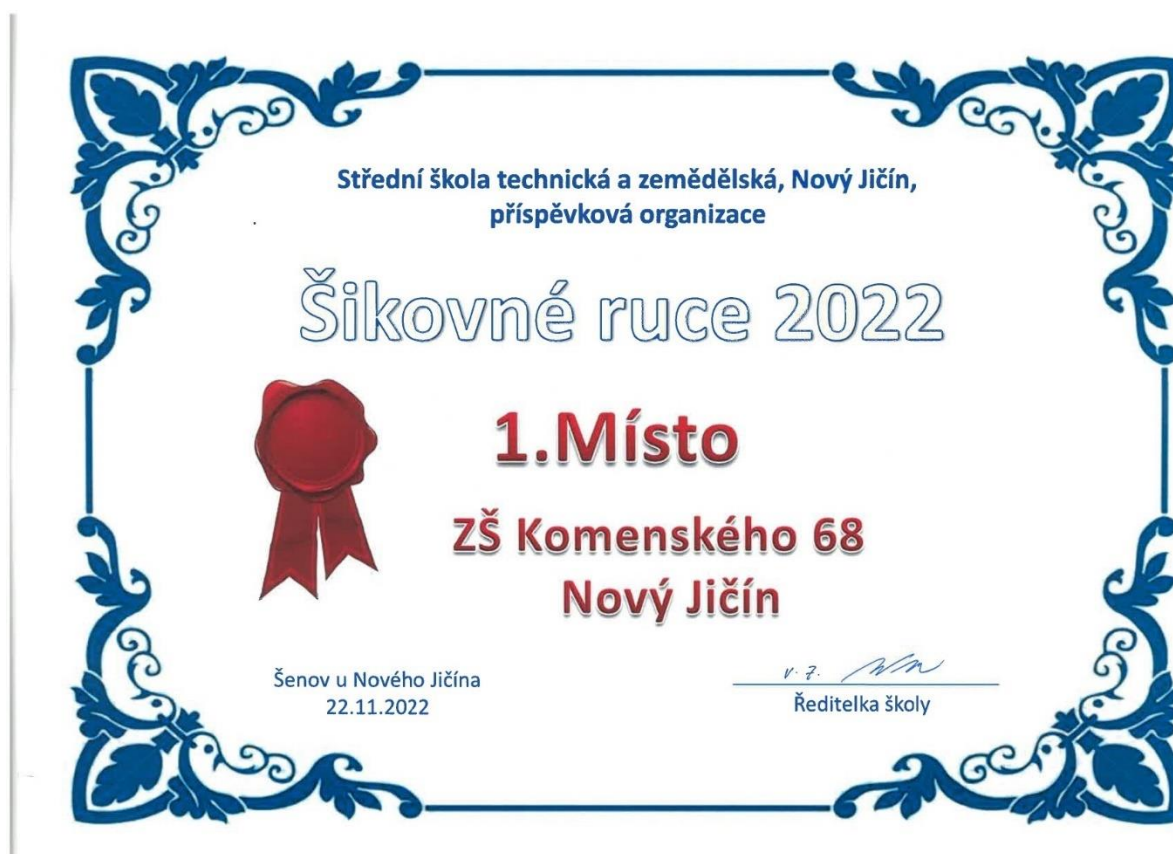 Střední škola technická a zemědělská, Nový Jičín,
příspěvková organizace
Šikovné ruce 2022
1.Místo
ZŠ Komenského 68
Nový Jičín
Šenov u Nového Jičína
22.11.2022
v. z.
Ředitelka školy